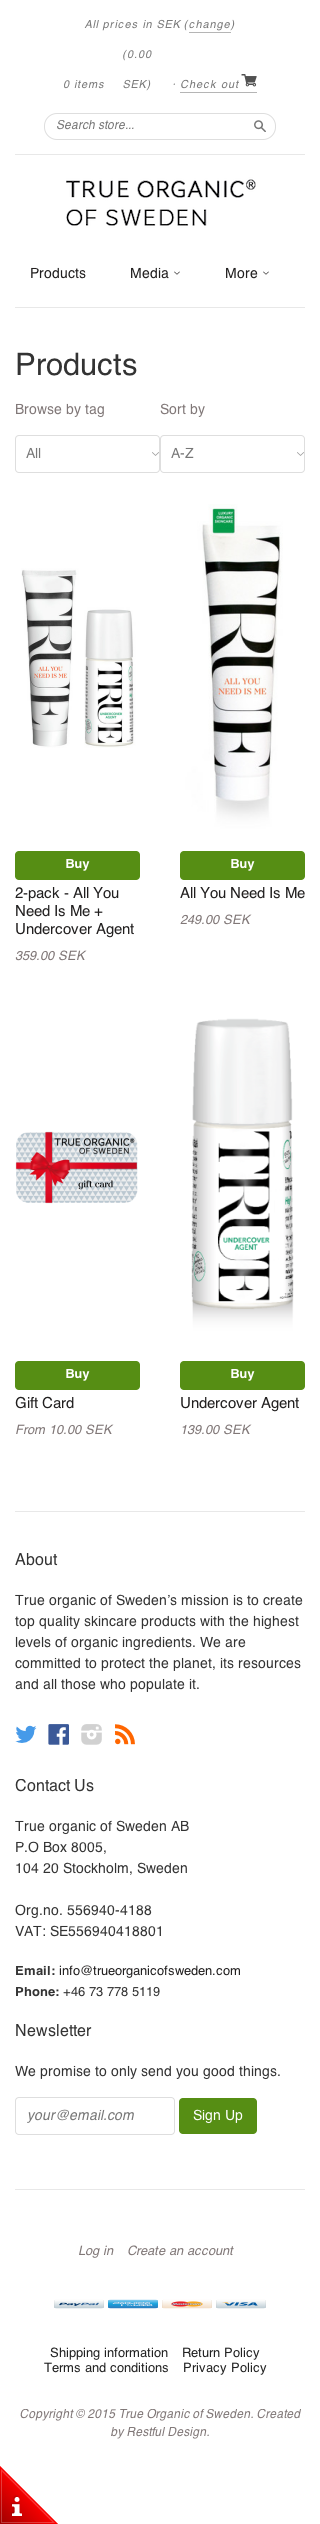 All prices in SEK (change)
(0.00
0 items SEK) · Check out
Search store...
TRUE ORGANIC®
OF SWEDEN
Products Media More
Products
Browse by tag Sort by
All A-Z
LUXURY
ORGANIC
SKINCARE
TRUE
ALL YOU
NEED IS ME
TRUE
UNDERCOVER
AGENT
TRUE
ALL YOU
NEED IS ME
Buy Buy
2-pack - All You
Need Is Me +
Undercover Agent
359.00 SEK
All You Need Is Me
249.00 SEK
TRUE ORGANIC®
OF SWEDEN
gift card
TRUE
UNDERCOVER
AGENT
Buy Buy
Gift Card Undercover Agent
From 10.00 SEK 139.00 SEK
About
True organic of Sweden’s mission is to create
top quality skincare products with the highest
levels of organic ingredients. We are
committed to protect the planet, its resources
and all those who populate it.
Contact Us
True organic of Sweden AB
P.O Box 8005,
104 20 Stockholm, Sweden
Org.no. 556940-4188
VAT: SE556940418801
Email: info@trueorganicofsweden.com
Phone: +46 73 778 5119
Newsletter
We promise to only send you good things.
your@email.com Sign Up
Log in Create an account
PayPal MasterCard VISA
Shipping information Return Policy
Terms and conditions Privacy Policy
Copyright © 2015 True Organic of Sweden. Created
by Restful Design.
i